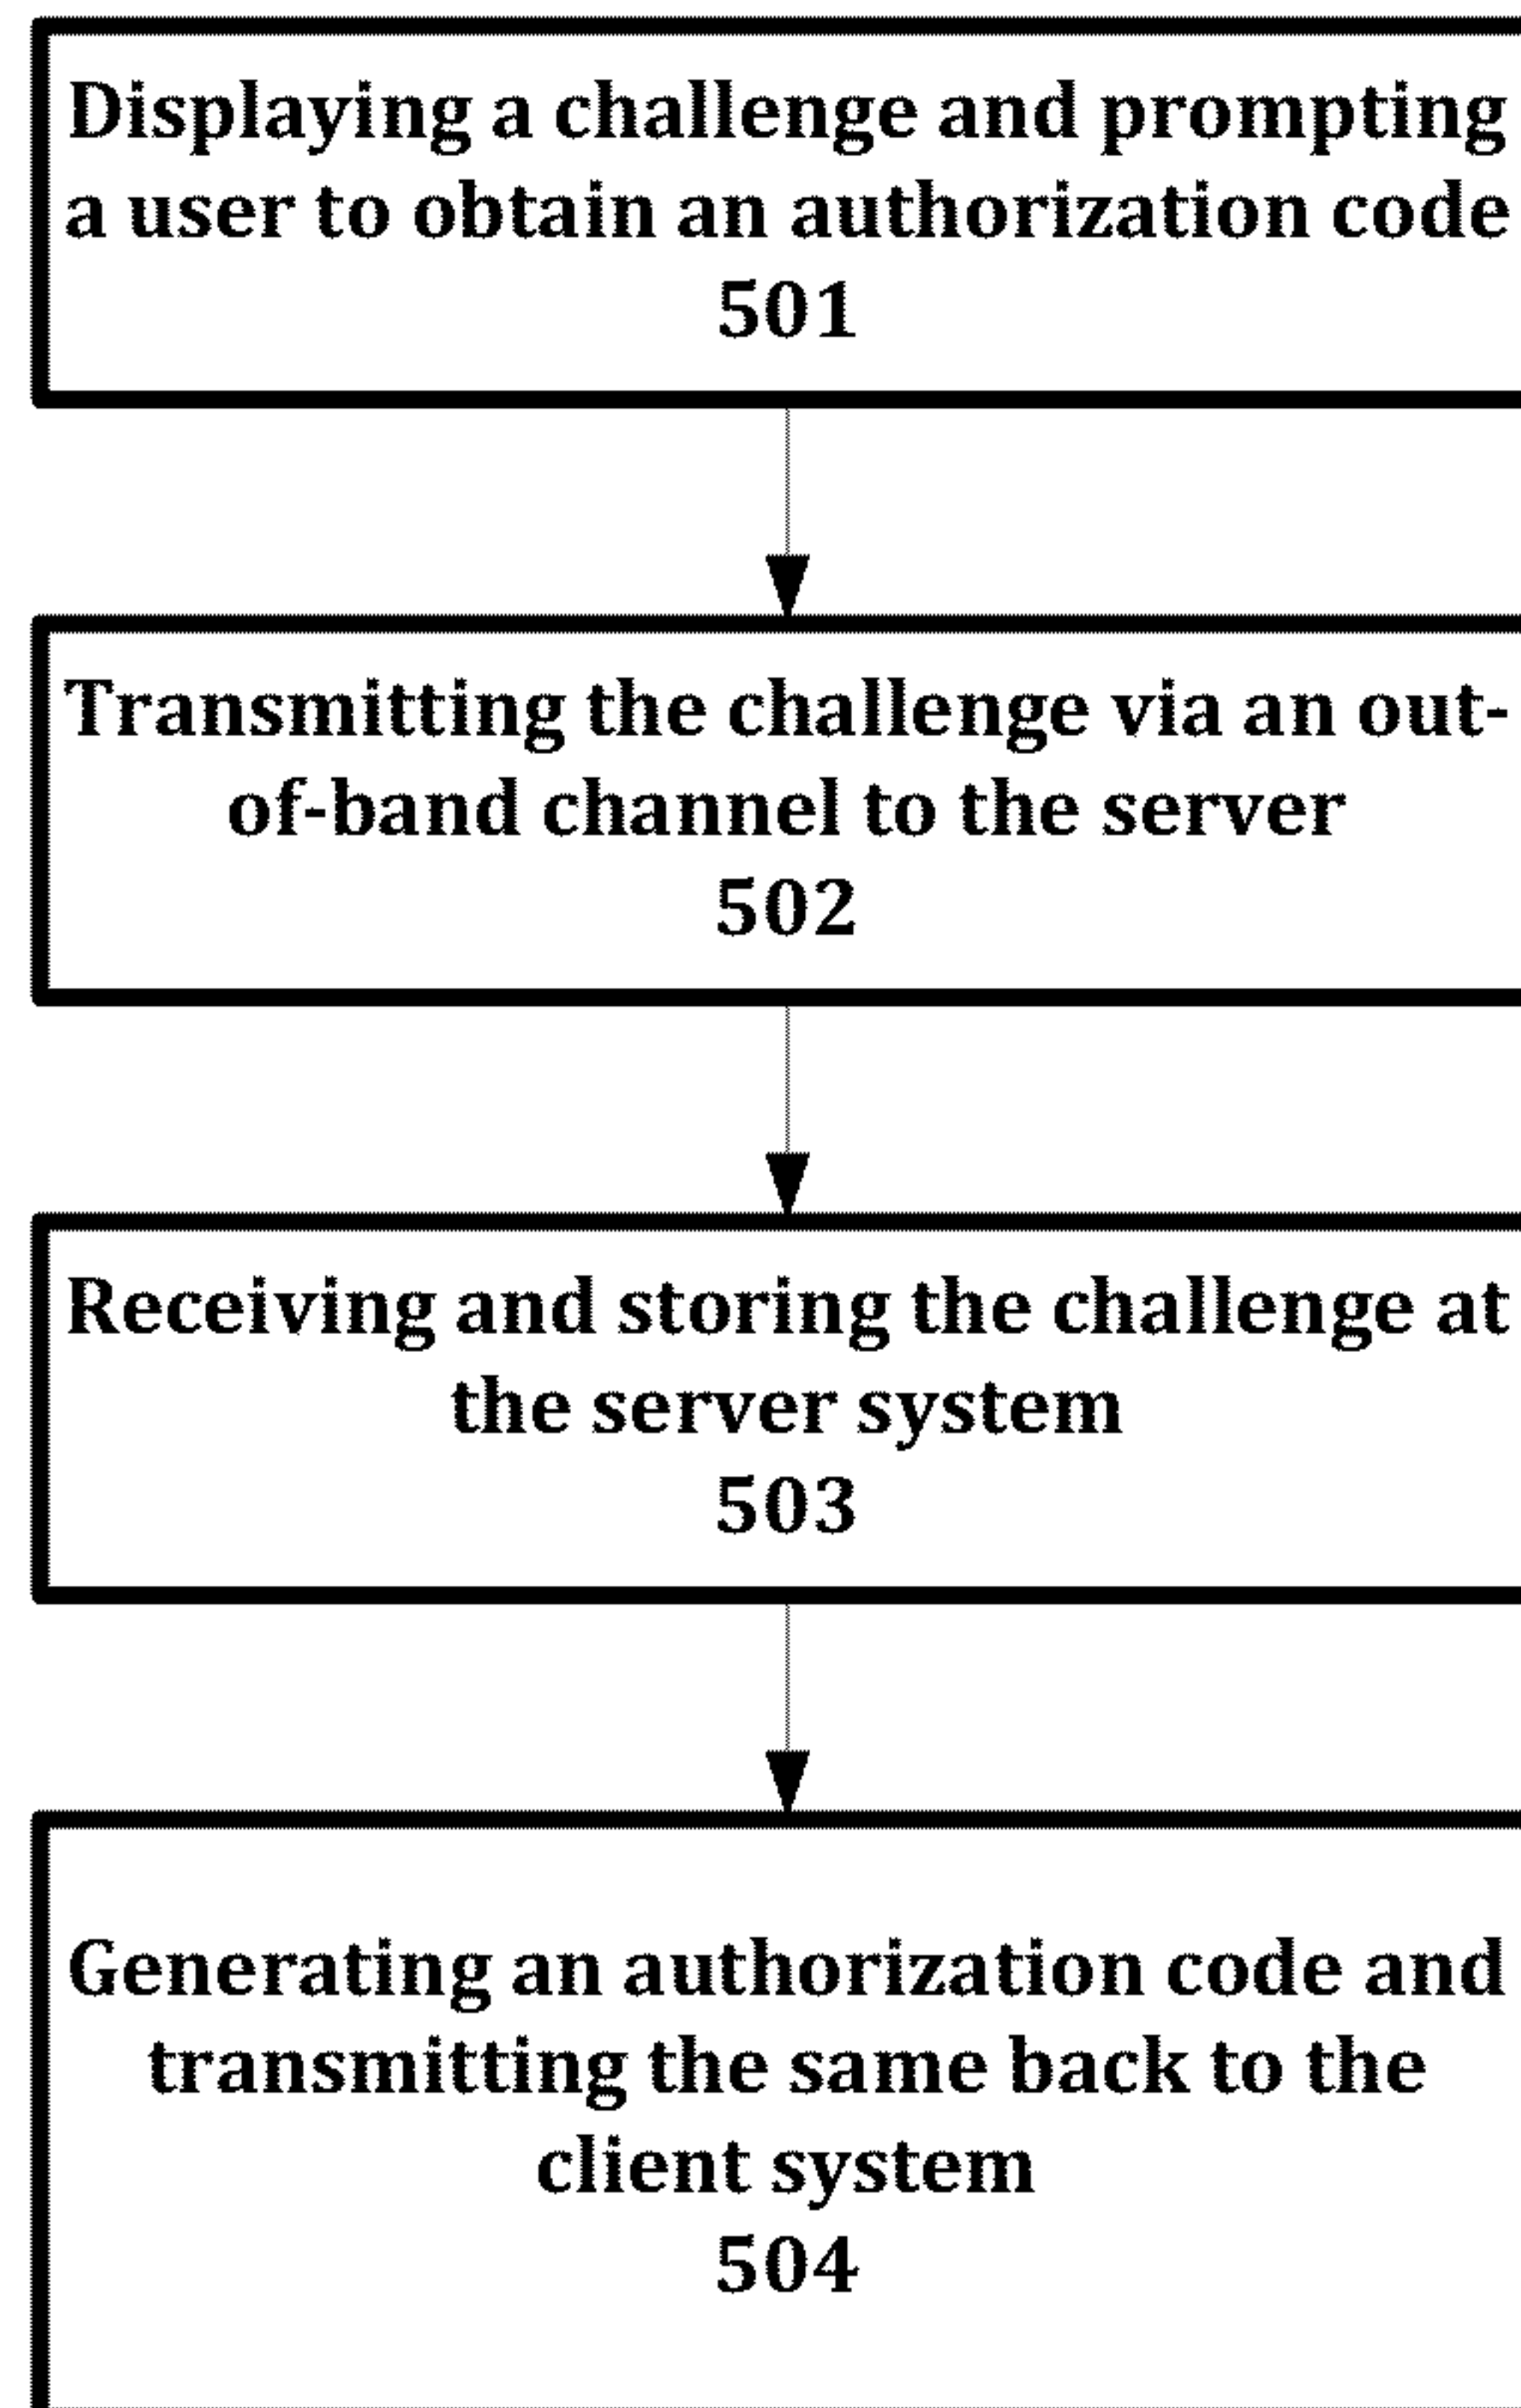 Displaying a challenge and prompting
a user to obtain an authorization code
501
Transmitting the challenge via an out-
of-band channel to the server
502
Receiving and storing the challenge at
the server system
503
Generating an authorization code and
transmitting the same back to the
client system
504